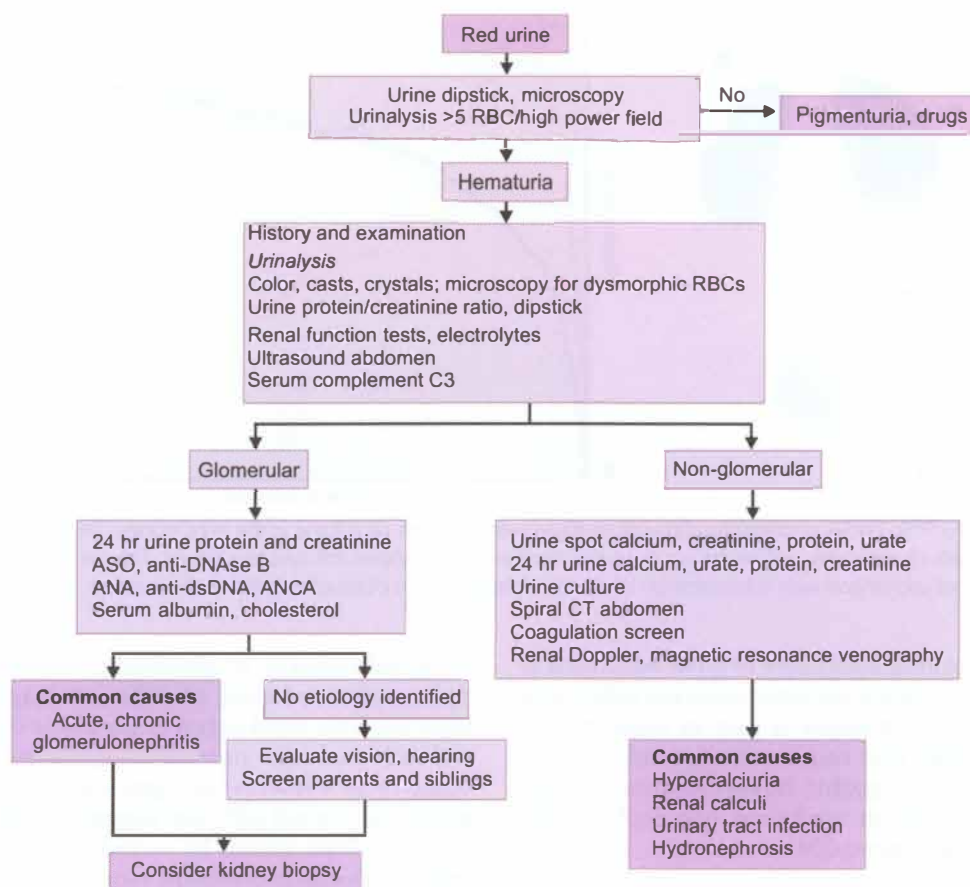 Red urine
Urine dipstick, microscopy
Urinalysis >5 RBC/high power field
No
Pigmenturia, drugs
Hematuria
History and examination
Urinalysis
Color, casts, crystals; microscopy for dysmorphic RBCs
Urine protein/creatinine ratio, dipstick
Renal function tests, electrolytes
Ultrasound abdomen
Serum complement C3
Glomerular
Non-glomerular
24 hr urine protein and creatinine
ASO, anti-DNAse B
ANA, anti-dsDNA, ANCA
Serum albumin, cholesterol
Urine spot calcium, creatinine, protein, urate
24 hr urine calcium, urate, protein, creatinine
Urine culture
Spiral CT abdomen
Coagulation screen
Renal Doppler, magnetic resonance venography
Common causes
Acute, chronic
glomerulonephritis
No etiology identified
Evaluate vision, hearing
Screen parents and siblings
Common causes
Hypercalciuria
Renal calculi
Urinary tract infection
Hydronephrosis
Consider kidney biopsy